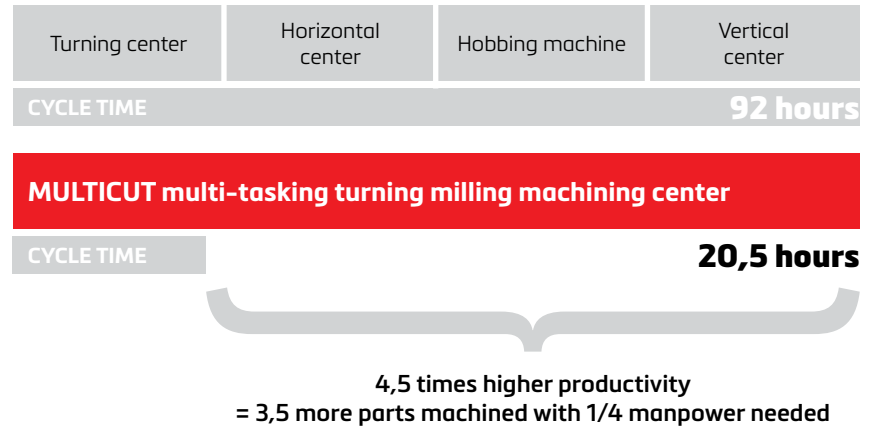 Turning center
Horizontal
center
Hobbing machine
Vertical
center
CYCLE TIME
92 hours
MULTICUT multi-tasking turning milling machining center
CYCLE TIME
20,5 hours
4,5 times higher productivity
= 3,5 more parts machined with 1/4 manpower needed